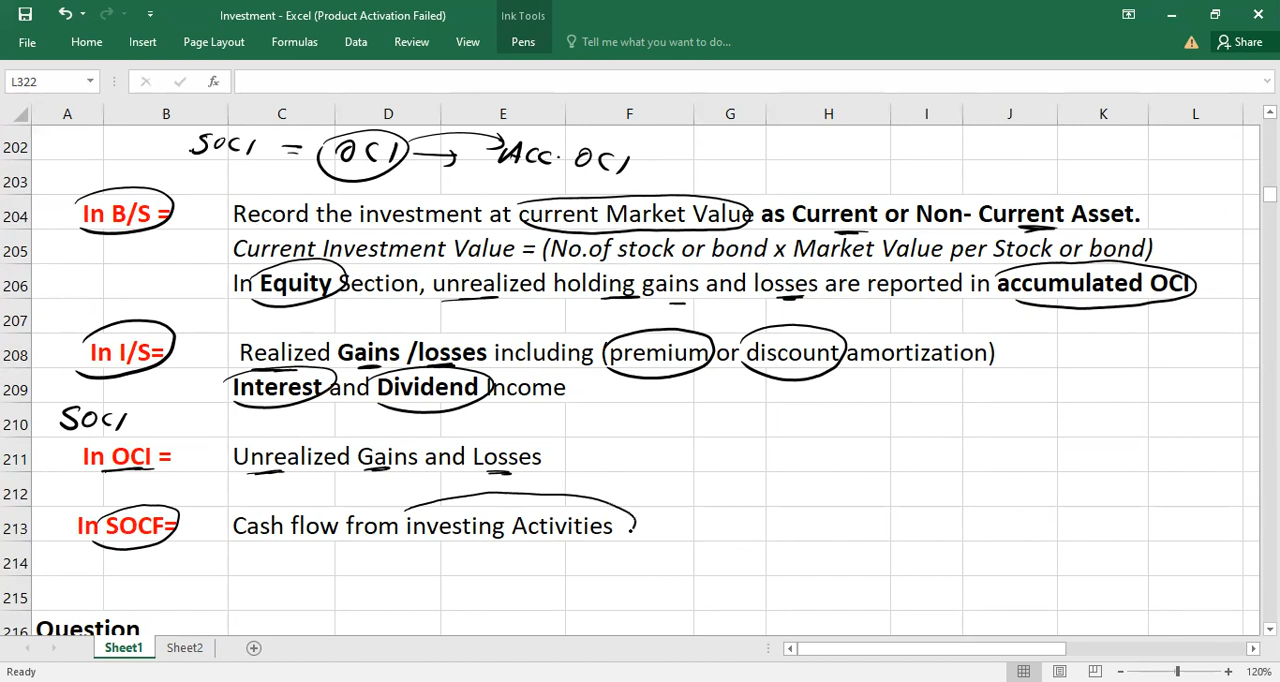 Investment - Excel (Product Activation Failed)
Ink Tools
File Home Insert Page Layout Formulas Data Review View Pens Tell me what you want to do... Share
L322 fx
A B C D E F G H I J K L
202 SOCI = OCI → Acc. OCI
203
204 In B/S = Record the investment at current Market Value as Current or Non- Current Asset.
205 Current Investment Value = (No.of stock or bond x Market Value per Stock or bond)
206 In Equity Section, unrealized holding gains and losses are reported in accumulated OCI
207
208 In I/S= Realized Gains /losses including (premium or discount amortization)
209 Interest and Dividend Income
210 SOCI
211 In OCI = Unrealized Gains and Losses
212
213 In SOCF= Cash flow from investing Activities
214
215
216 Question
Sheet1 Sheet2
Ready 120%